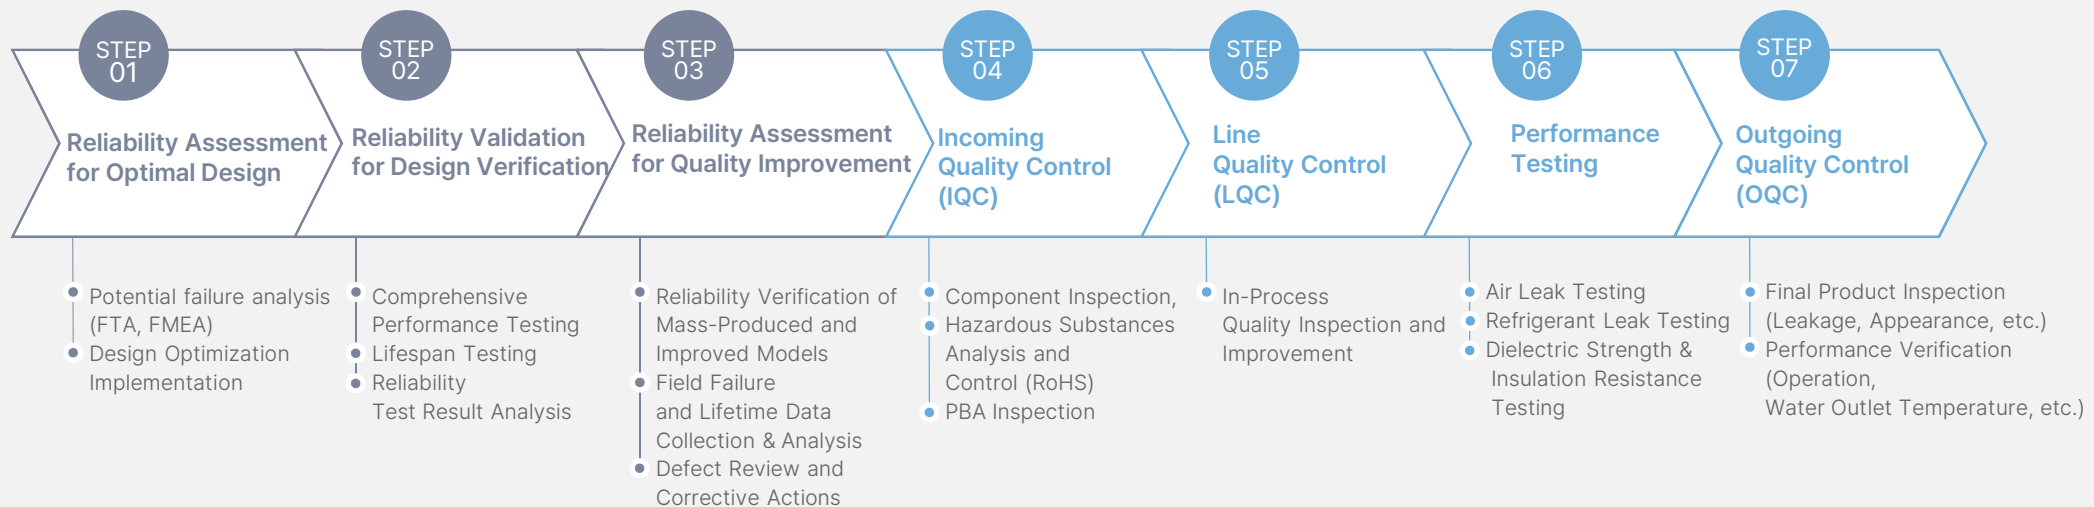 STEP
01
Reliability Assessment
for Optimal Design
Potential failure analysis
(FTA, FMEA)
Design Optimization
Implementation
STEP
02
Reliability Validation
for Design Verification
Comprehensive
Performance Testing
Lifespan Testing
Reliability
Test Result Analysis
STEP
03
Reliability Assessment
for Quality Improvement
Reliability Verification of
Mass-Produced and
Improved Models
Field Failure
and Lifetime Data
Collection & Analysis
Defect Review and
Corrective Actions
STEP
04
Incoming
Quality Control
(IQC)
Component Inspection,
Hazardous Substances
Analysis and
Control (RoHS)
PBA Inspection
STEP
05
Line
Quality Control
(LQC)
In-Process
Quality Inspection and
Improvement
STEP
06
Performance
Testing
Air Leak Testing
Refrigerant Leak Testing
Dielectric Strength &
Insulation Resistance
Testing
STEP
07
Outgoing
Quality Control
(OQC)
Final Product Inspection
(Leakage, Appearance, etc.)
Performance Verification
(Operation,
Water Outlet Temperature, etc.)